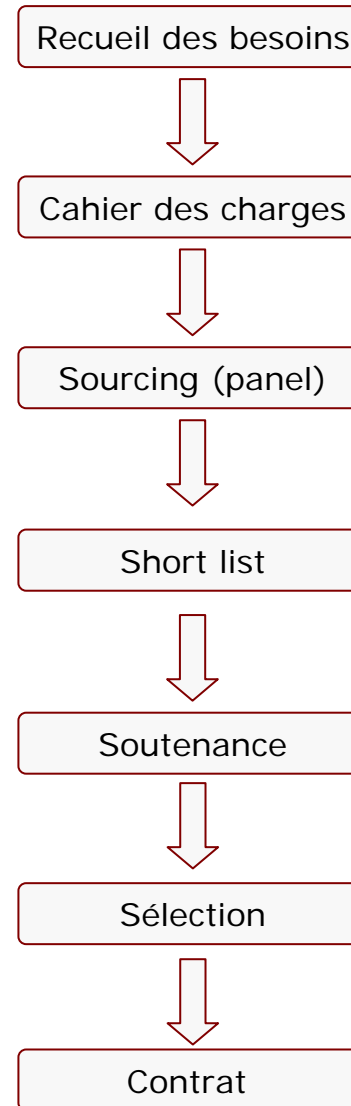 Recueil des besoins
Cahier des charges
Sourcing (panel)
Short list
Soutenance
Sélection
Contrat